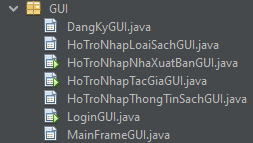 GUI
DangKyGUI.java
HoTroNhapLoaiSachGUI.java
HoTroNhapNhaXuatBanGUI.java
HoTroNhapTacGiaGUI.java
HoTroNhapThongTinSachGUI.java
LoginGUI.java
MainFrameGUI.java